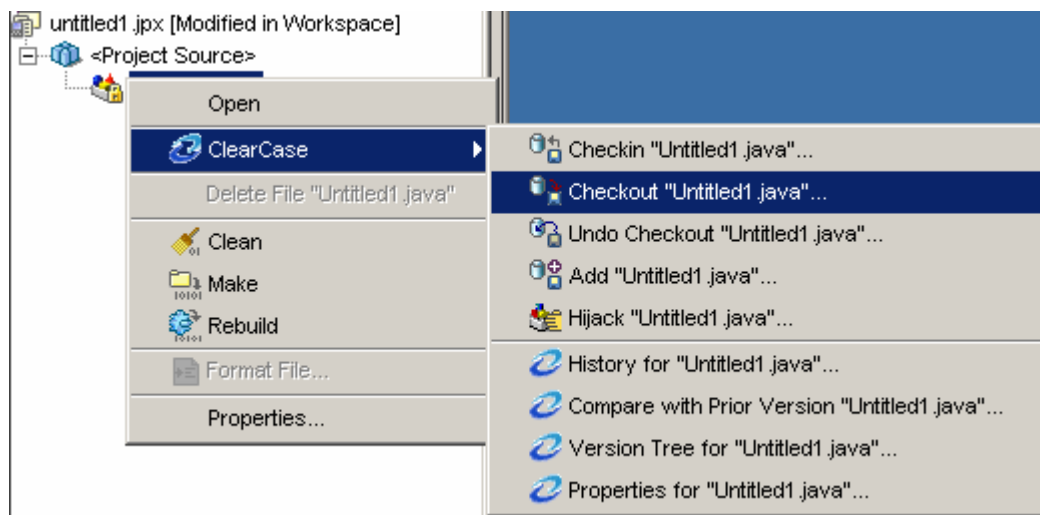 untitled1.jpx [Modified in Workspace]
<Project Source>
Open
ClearCase
Delete File "Untitled1.java"
Clean
Make
Rebuild
Format File...
Properties...
Checkin "Untitled1.java"...
Checkout "Untitled1.java"...
Undo Checkout "Untitled1.java"...
Add "Untitled1.java"...
Hijack "Untitled1.java"...
History for "Untitled1.java"...
Compare with Prior Version "Untitled1.java"...
Version Tree for "Untitled1.java"...
Properties for "Untitled1.java"...